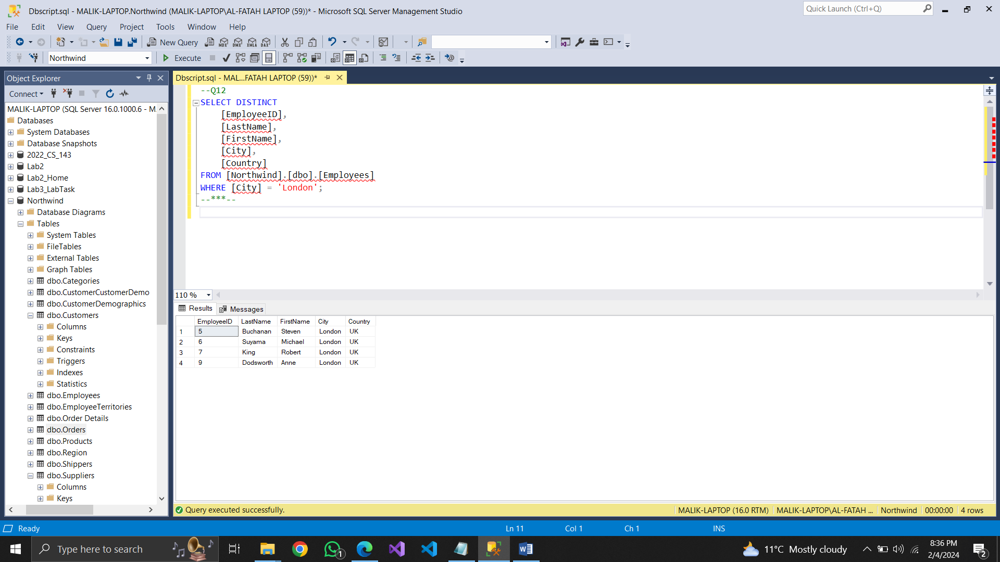 Dbscript.sql - MALIK-LAPTOP.Northwind (MALIK-LAPTOP\AL-FATAH LAPTOP (59))* - Microsoft SQL Server Management Studio
Quick Launch (Ctrl+Q)
File Edit View Query Project Tools Window Help
New Query MDX DMX XMLA DAX
Northwind Execute
Object Explorer
Connect
MALIK-LAPTOP (SQL Server 16.0.1000.6 - M
Databases
System Databases
Database Snapshots
2022_CS_143
Lab2
Lab2_Home
Lab3_LabTask
Northwind
Database Diagrams
Tables
System Tables
FileTables
External Tables
Graph Tables
dbo.Categories
dbo.CustomerCustomerDemo
dbo.CustomerDemographics
dbo.Customers
Columns
Keys
Constraints
Triggers
Indexes
Statistics
dbo.Employees
dbo.EmployeeTerritories
dbo.Order Details
dbo.Orders
dbo.Products
dbo.Region
dbo.Shippers
dbo.Suppliers
Columns
Keys
Dbscript.sql - MAL...FATAH LAPTOP (59))*
--Q12
SELECT DISTINCT
[EmployeeID],
[LastName],
[FirstName],
[City],
[Country]
FROM [Northwind].[dbo].[Employees]
WHERE [City] = 'London';
--***--
110 %
Results Messages
EmployeeID LastName FirstName City Country
1 5 Buchanan Steven London UK
2 6 Suyama Michael London UK
3 7 King Robert London UK
4 9 Dodsworth Anne London UK
Query executed successfully. MALIK-LAPTOP (16.0 RTM) MALIK-LAPTOP\AL-FATAH ... Northwind 00:00:00 4 rows
Ready Ln 11 Col 1 Ch 1 INS
Type here to search 1 11°C Mostly cloudy 8:36 PM
2/4/2024 2